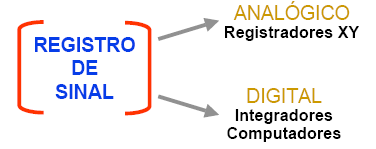 REGISTRO
DE
SINAL
ANALÓGICO
Registradores XY
DIGITAL
Integradores
Computadores